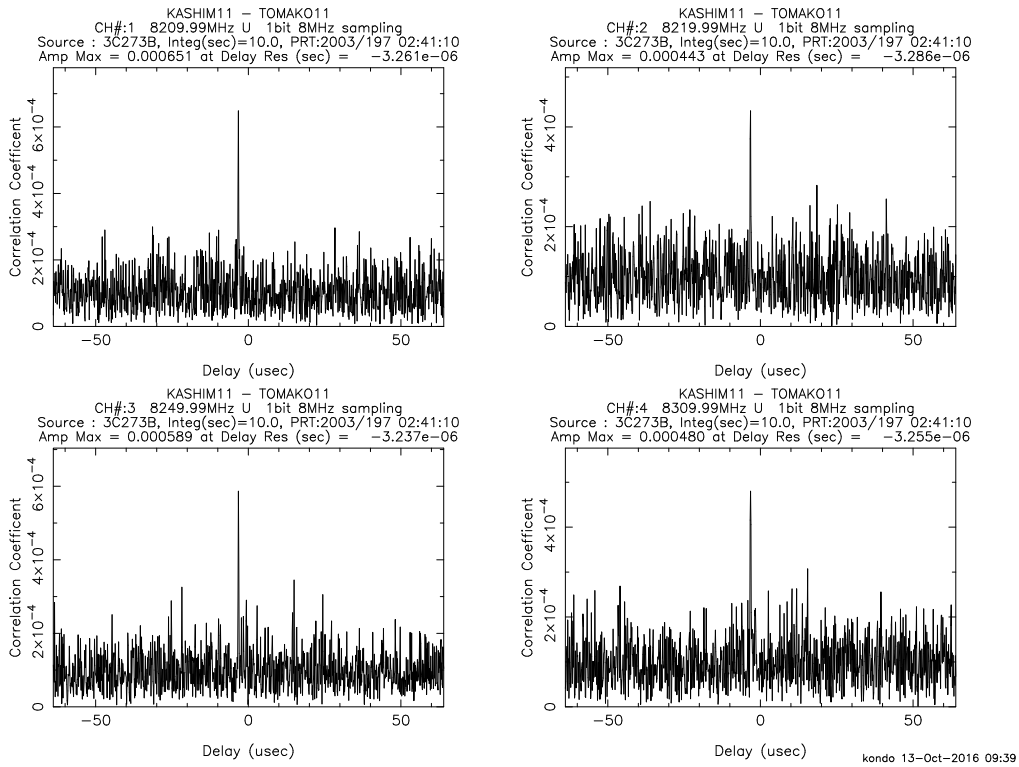 KASHIM11 − TOMAKO11
CH#:1 8209.99MHz U 1bit 8MHz sampling
Source : 3C273B, Integ(sec)=10.0, PRT:2003/197 02:41:10
Amp Max = 0.000651 at Delay Res (sec) = −3.261e−06
Correlation Coefficent
6×10−4
4×10−4
2×10−4
0
−50 0 50
Delay (usec)
KASHIM11 − TOMAKO11
CH#:2 8219.99MHz U 1bit 8MHz sampling
Source : 3C273B, Integ(sec)=10.0, PRT:2003/197 02:41:10
Amp Max = 0.000443 at Delay Res (sec) = −3.286e−06
Correlation Coefficent
4×10−4
2×10−4
0
−50 0 50
Delay (usec)
KASHIM11 − TOMAKO11
CH#:3 8249.99MHz U 1bit 8MHz sampling
Source : 3C273B, Integ(sec)=10.0, PRT:2003/197 02:41:10
Amp Max = 0.000589 at Delay Res (sec) = −3.237e−06
Correlation Coefficent
6×10−4
4×10−4
2×10−4
0
−50 0 50
Delay (usec)
KASHIM11 − TOMAKO11
CH#:4 8309.99MHz U 1bit 8MHz sampling
Source : 3C273B, Integ(sec)=10.0, PRT:2003/197 02:41:10
Amp Max = 0.000480 at Delay Res (sec) = −3.255e−06
Correlation Coefficent
4×10−4
2×10−4
0
−50 0 50
Delay (usec)
kondo 13−Oct−2016 09:39